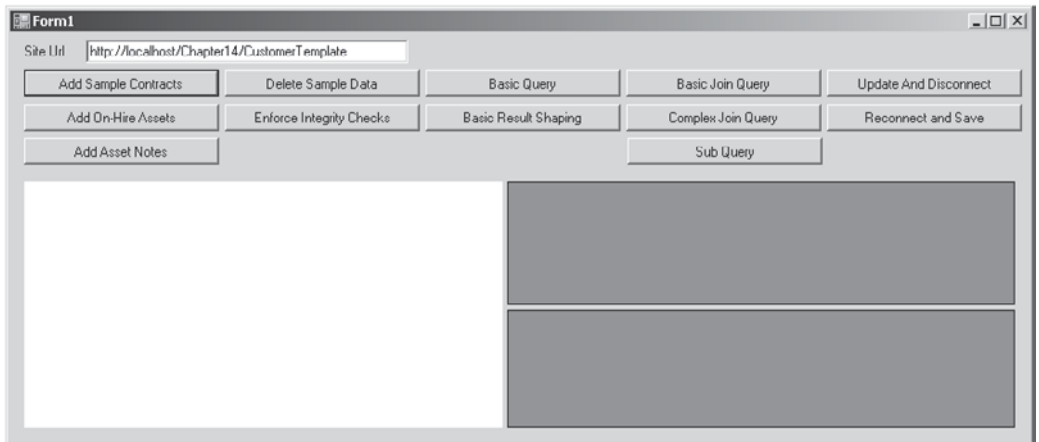 Form1
Site Url http://localhost/Chapter14/CustomerTemplate
Add Sample Contracts Delete Sample Data Basic Query Basic Join Query Update And Disconnect
Add On-Hire Assets Enforce Integrity Checks Basic Result Shaping Complex Join Query Reconnect and Save
Add Asset Notes Sub Query